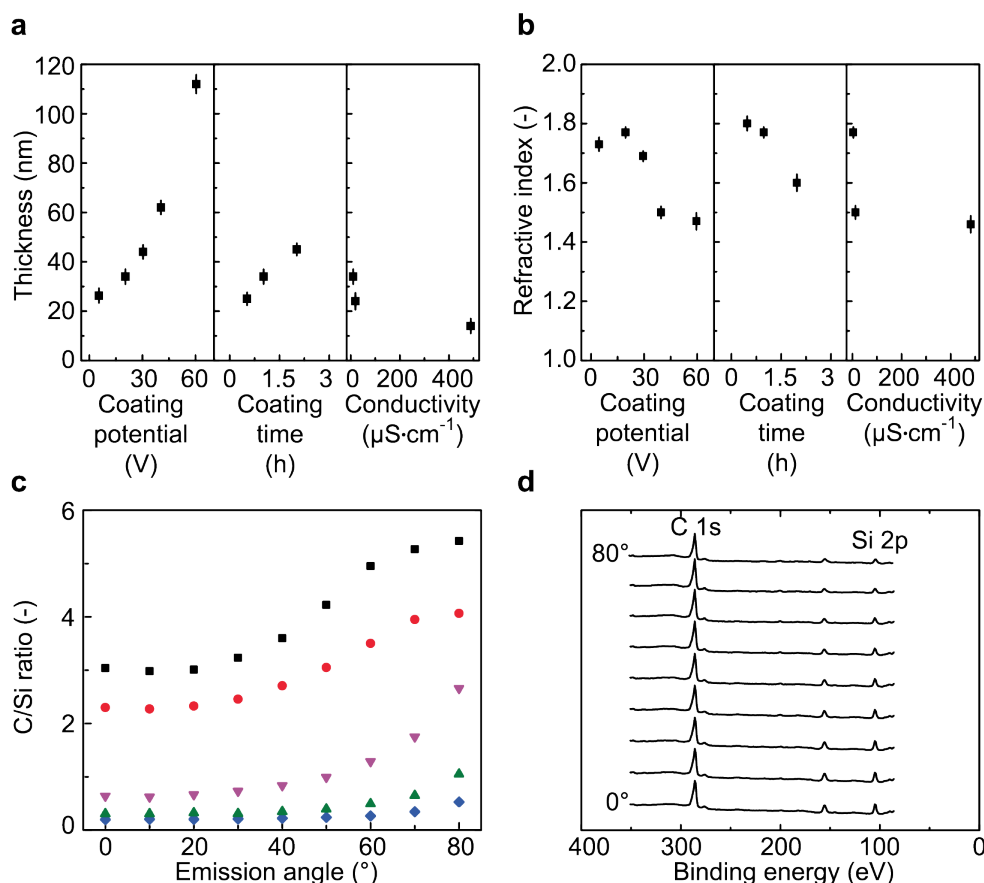 a
120
100
80
60
40
20
0
Thickness (nm)
0 30 60
0 1.5 3
0 200 400
Coating potential (V)
Coating time (h)
Conductivity (µS·cm⁻¹)
b
2.0
1.8
1.6
1.4
1.2
1.0
Refractive index (-)
0 30 60
0 1.5 3
0 200 400
Coating potential (V)
Coating time (h)
Conductivity (µS·cm⁻¹)
c
6
4
2
0
C/Si ratio (-)
0 20 40 60 80
Emission angle (°)
d
C 1s
Si 2p
80°
0°
400 300 200 100 0
Binding energy (eV)